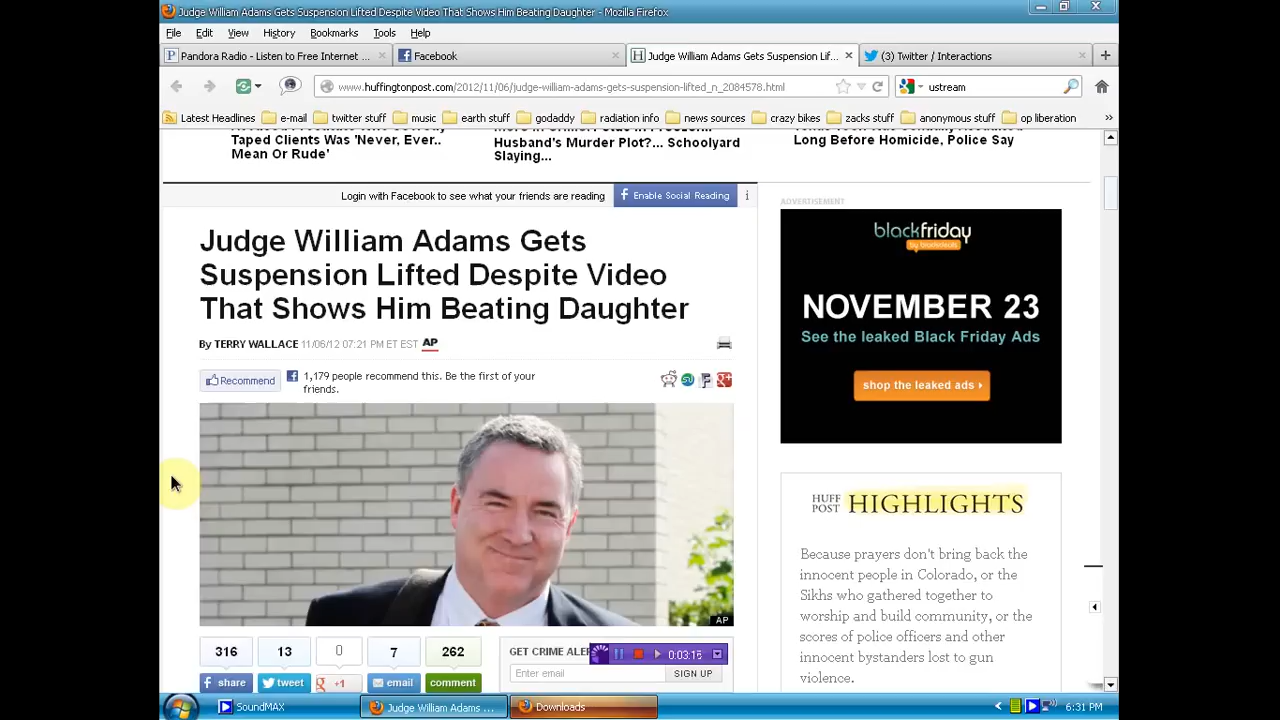 Judge William Adams Gets Suspension Lifted Despite Video That Shows Him Beating Daughter - Mozilla Firefox
File Edit View History Bookmarks Tools Help
Pandora Radio - Listen to Free Internet ...
Facebook
Judge William Adams Gets Suspension Lif...
(3) Twitter / Interactions
www.huffingtonpost.com/2012/11/06/judge-william-adams-gets-suspension-lifted_n_2084578.html
ustream
Latest Headlines e-mail twitter stuff music earth stuff godaddy radiation info news sources crazy bikes zacks stuff anonymous stuff op liberation
Taped Clients Was 'Never, Ever..
Mean Or Rude'
Husband's Murder Plot?... Schoolyard
Slaying...
Long Before Homicide, Police Say
Login with Facebook to see what your friends are reading
Enable Social Reading
i
ADVERTISEMENT
Judge William Adams Gets
Suspension Lifted Despite Video
That Shows Him Beating Daughter
By TERRY WALLACE 11/06/12 07:21 PM ET EST AP
Recommend
1,179 people recommend this. Be the first of your
friends.
AP
316 13 0 7 262
share tweet +1 email comment
GET CRIME ALE
0:03:15
Enter email
SIGN UP
blackfriday
NOVEMBER 23
See the leaked Black Friday Ads
shop the leaked ads
HUFF
POST
HIGHLIGHTS
Because prayers don't bring back the
innocent people in Colorado, or the
Sikhs who gathered together to
worship and build community, or the
scores of police officers and other
innocent bystanders lost to gun
violence.
SoundMAX
Judge William Adams ...
Downloads
6:31 PM